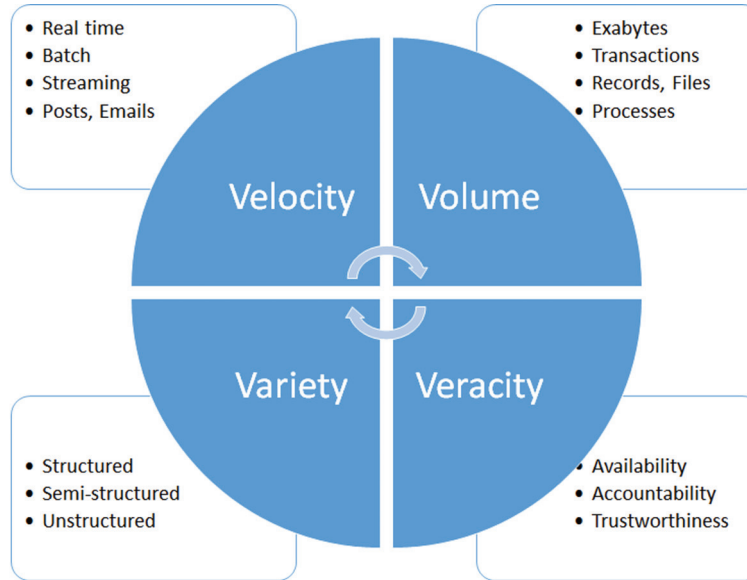 • Real time
• Batch
• Streaming
• Posts, Emails
• Exabytes
• Transactions
• Records, Files
• Processes
Velocity
Volume
Variety
Veracity
• Structured
• Semi-structured
• Unstructured
• Availability
• Accountability
• Trustworthiness